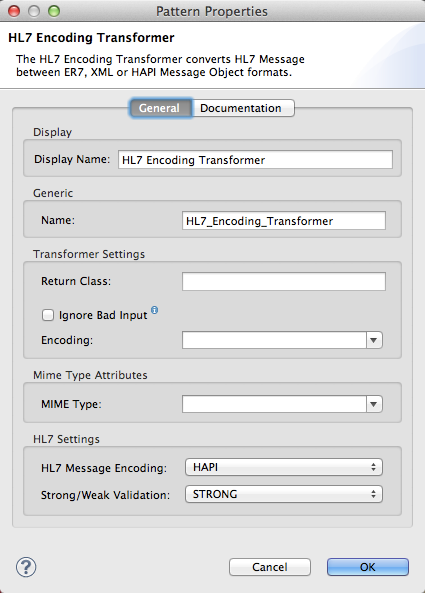 Pattern Properties
HL7 Encoding Transformer
The HL7 Encoding Transformer converts HL7 Message
between ER7, XML or HAPI Message Object formats.
General Documentation
Display
Display Name: HL7 Encoding Transformer
Generic
Name: HL7_Encoding_Transformer
Transformer Settings
Return Class:
Ignore Bad Input i
Encoding:
Mime Type Attributes
MIME Type:
HL7 Settings
HL7 Message Encoding: HAPI
Strong/Weak Validation: STRONG
? Cancel OK